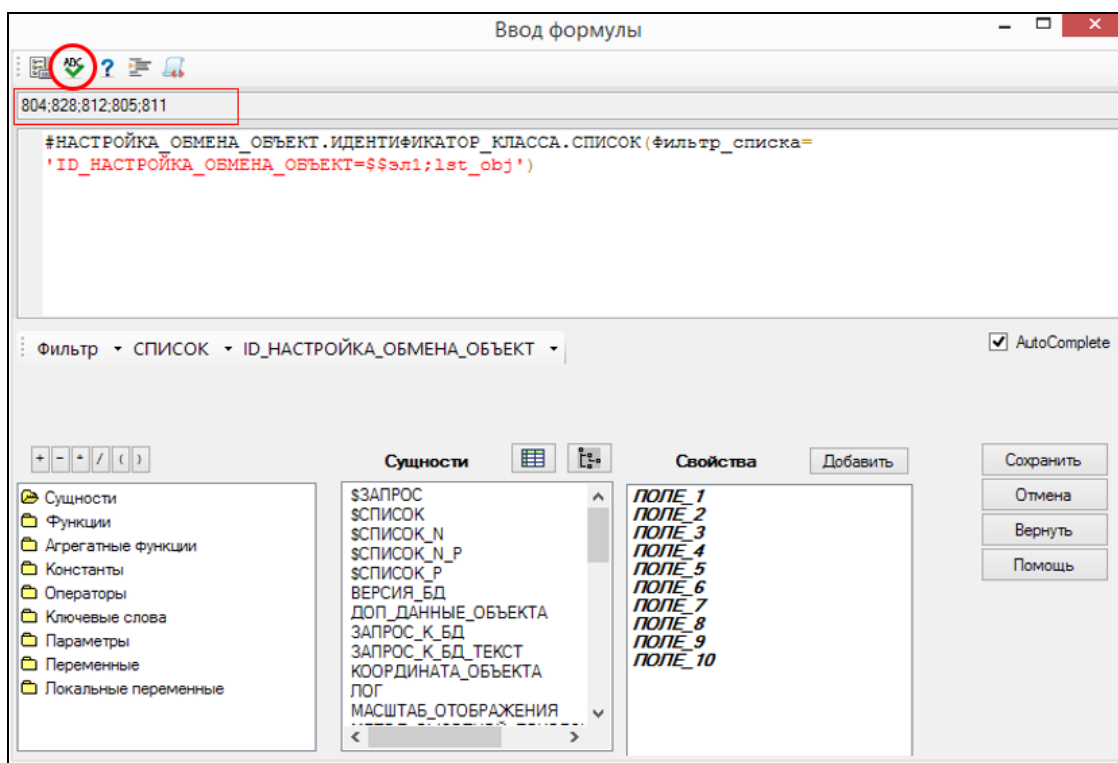 Ввод формулы
ABC ?
804;828;812;805;811
#НАСТРОЙКА_ОБМЕНА_ОБЪЕКТ.ИДЕНТИФИКАТОР_КЛАССА.СПИСОК(Фильтр_списка=
'ID_НАСТРОЙКА_ОБМЕНА_ОБЪЕКТ=$$эл1;lst_obj')
Фильтр СПИСОК ID_НАСТРОЙКА_ОБМЕНА_ОБЪЕКТ
AutoComplete
+ - * / ( )
Сущности
Функции
Агрегатные функции
Константы
Операторы
Ключевые слова
Параметры
Переменные
Локальные переменные
Сущности
$ЗАПРОС
$СПИСОК
$СПИСОК_N
$СПИСОК_N_P
$СПИСОК_P
ВЕРСИЯ_БД
ДОП_ДАННЫЕ_ОБЪЕКТА
ЗАПРОС_К_БД
ЗАПРОС_К_БД_ТЕКСТ
КООРДИНАТА_ОБЪЕКТА
ЛОГ
МАСШТАБ_ОТОБРАЖЕНИЯ
Свойства Добавить
ПОЛЕ_1
ПОЛЕ_2
ПОЛЕ_3
ПОЛЕ_4
ПОЛЕ_5
ПОЛЕ_6
ПОЛЕ_7
ПОЛЕ_8
ПОЛЕ_9
ПОЛЕ_10
Сохранить
Отмена
Вернуть
Помощь